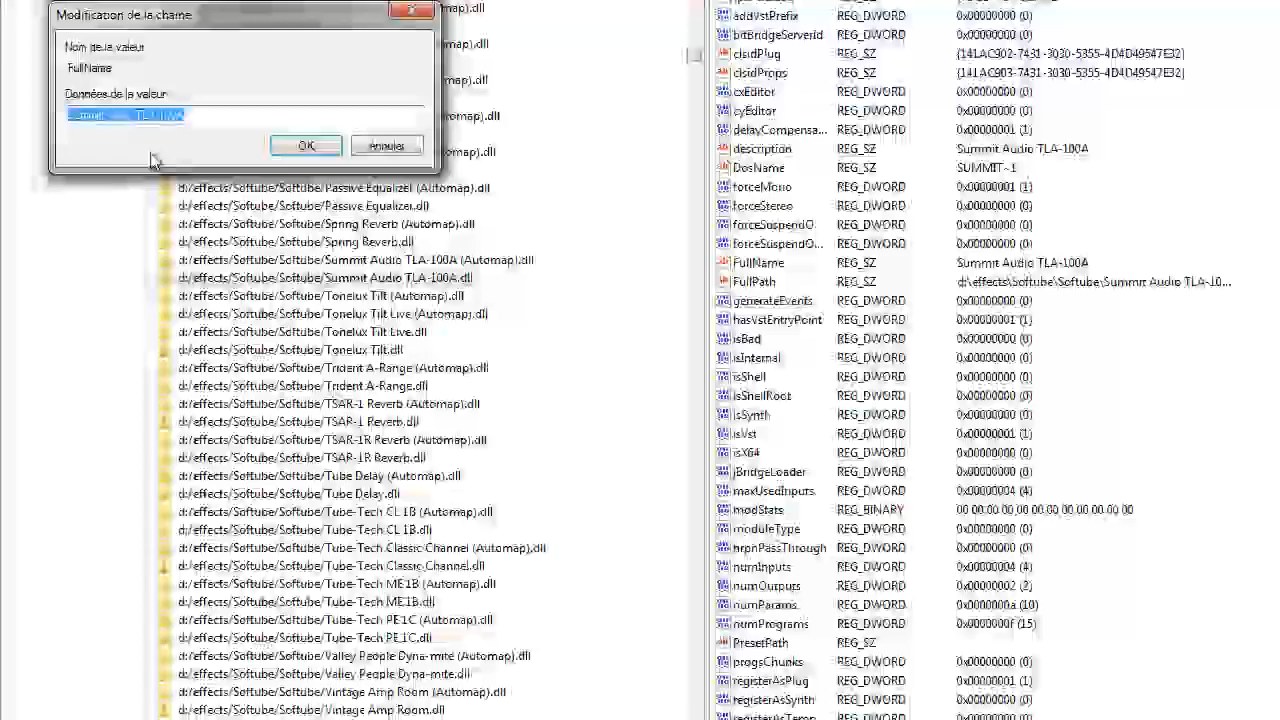 Modification de la chaîne
Nom de la valeur
FullName
Données de la valeur
OK
Annuler
d:/effects/Softube/Softube/Passive Equalizer (Automap).dll
d:/effects/Softube/Softube/Passive Equalizer.dll
d:/effects/Softube/Softube/Spring Reverb (Automap).dll
d:/effects/Softube/Softube/Spring Reverb.dll
d:/effects/Softube/Softube/Summit Audio TLA-100A (Automap).dll
d:/effects/Softube/Softube/Summit Audio TLA-100A.dll
d:/effects/Softube/Softube/Tonelux Tilt (Automap).dll
d:/effects/Softube/Softube/Tonelux Tilt Live (Automap).dll
d:/effects/Softube/Softube/Tonelux Tilt Live.dll
d:/effects/Softube/Softube/Tonelux Tilt.dll
d:/effects/Softube/Softube/Trident A-Range (Automap).dll
d:/effects/Softube/Softube/Trident A-Range.dll
d:/effects/Softube/Softube/TSAR-1 Reverb (Automap).dll
d:/effects/Softube/Softube/TSAR-1 Reverb.dll
d:/effects/Softube/Softube/TSAR-1R Reverb (Automap).dll
d:/effects/Softube/Softube/TSAR-1R Reverb.dll
d:/effects/Softube/Softube/Tube Delay (Automap).dll
d:/effects/Softube/Softube/Tube Delay.dll
d:/effects/Softube/Softube/Tube-Tech CL 1B (Automap).dll
d:/effects/Softube/Softube/Tube-Tech CL 1B.dll
d:/effects/Softube/Softube/Tube-Tech Classic Channel (Automap).dll
d:/effects/Softube/Softube/Tube-Tech Classic Channel.dll
d:/effects/Softube/Softube/Tube-Tech ME1B (Automap).dll
d:/effects/Softube/Softube/Tube-Tech ME1B.dll
d:/effects/Softube/Softube/Tube-Tech PE1C (Automap).dll
d:/effects/Softube/Softube/Tube-Tech PE1C.dll
d:/effects/Softube/Softube/Valley People Dyna-mite (Automap).dll
d:/effects/Softube/Softube/Valley People Dyna-mite.dll
d:/effects/Softube/Softube/Vintage Amp Room (Automap).dll
d:/effects/Softube/Softube/Vintage Amp Room.dll
addVstPrefix REG_DWORD 0x00000000 (0)
bitBridgeServerId REG_DWORD 0x00000000 (0)
clsidPlug REG_SZ {141AC902-7431-3030-5355-4D4D49547E32}
clsidProps REG_SZ {141AC903-7431-3030-5355-4D4D49547E32}
cxEditor REG_DWORD 0x00000000 (0)
cyEditor REG_DWORD 0x00000000 (0)
delayCompensa... REG_DWORD 0x00000001 (1)
description REG_SZ Summit Audio TLA-100A
DosName REG_SZ SUMMIT~1
forceMono REG_DWORD 0x00000001 (1)
forceStereo REG_DWORD 0x00000000 (0)
forceSuspendO... REG_DWORD 0x00000000 (0)
forceSuspendO... REG_DWORD 0x00000000 (0)
FullName REG_SZ Summit Audio TLA-100A
FullPath REG_SZ d:\effects\Softube\Softube\Summit Audio TLA-10...
generateEvents REG_DWORD 0x00000000 (0)
hasVstEntryPoint REG_DWORD 0x00000001 (1)
isBad REG_DWORD 0x00000000 (0)
isInternal REG_DWORD 0x00000000 (0)
isShell REG_DWORD 0x00000000 (0)
isShellRoot REG_DWORD 0x00000000 (0)
isSynth REG_DWORD 0x00000000 (0)
isVst REG_DWORD 0x00000001 (1)
isX64 REG_DWORD 0x00000000 (0)
jBridgeLoader REG_DWORD 0x00000000 (0)
maxUsedInputs REG_DWORD 0x00000004 (4)
modStats REG_BINARY 00 00 00 00 00 00 00 00 00 00 00 00
moduleType REG_DWORD 0x00000000 (0)
nrpnPassThrough REG_DWORD 0x00000000 (0)
numInputs REG_DWORD 0x00000004 (4)
numOutputs REG_DWORD 0x00000002 (2)
numParams REG_DWORD 0x0000000a (10)
numPrograms REG_DWORD 0x0000000f (15)
PresetPath REG_SZ
progsChunks REG_DWORD 0x00000000 (0)
registerAsPlug REG_DWORD 0x00000001 (1)
registerAsSynth REG_DWORD 0x00000000 (0)
registerAsTemp REG_DWORD 0x00000000 (0)